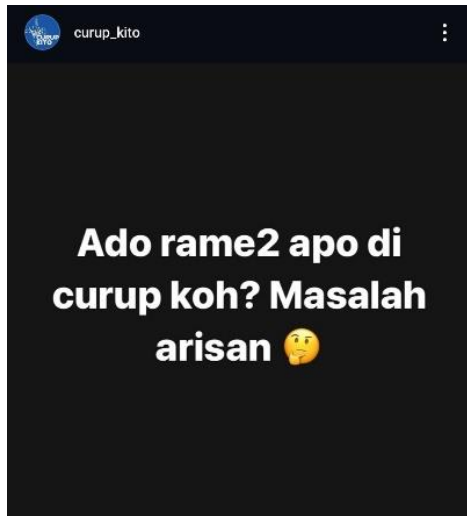 curup_kito
Ado rame2 apo di
curup koh? Masalah
arisan 🤔